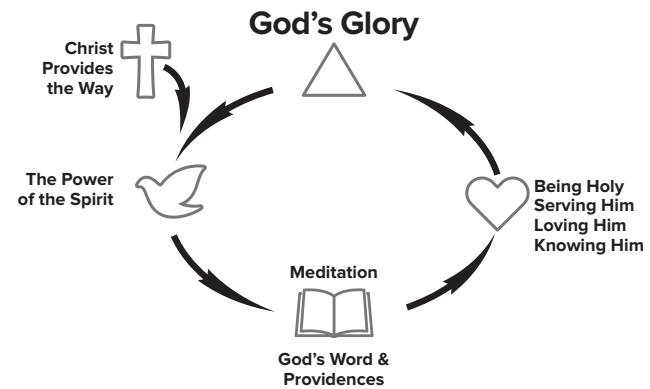 God's Glory
Christ
Provides
the Way
The Power
of the Spirit
Being Holy
Serving Him
Loving Him
Knowing Him
Meditation
God's Word &
Providences